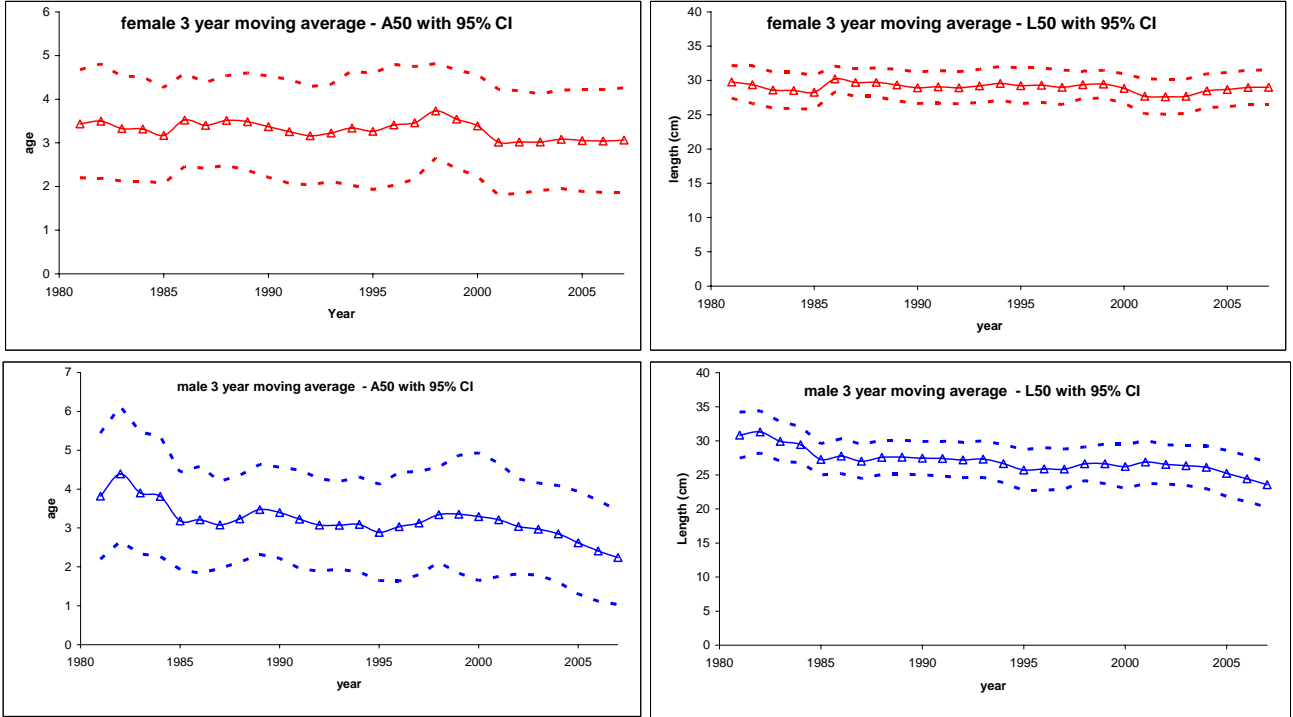 female 3 year moving average - A50 with 95% CI
6
5
4
3
2
1
0
age
1980 1985 1990 1995 2000 2005
Year
female 3 year moving average - L50 with 95% CI
40
35
30
25
20
15
10
5
0
length (cm)
1980 1985 1990 1995 2000 2005
year
male 3 year moving average - A50 with 95% CI
7
6
5
4
3
2
1
0
age
1980 1985 1990 1995 2000 2005
year
male 3 year moving average - L50 with 95% CI
40
35
30
25
20
15
10
5
0
Length (cm)
1980 1985 1990 1995 2000 2005
year